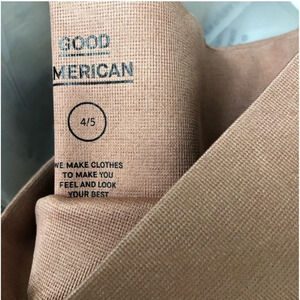 GOOD
MERICAN
4/5
WE MAKE CLOTHES
TO MAKE YOU
FEEL AND LOOK
YOUR BEST